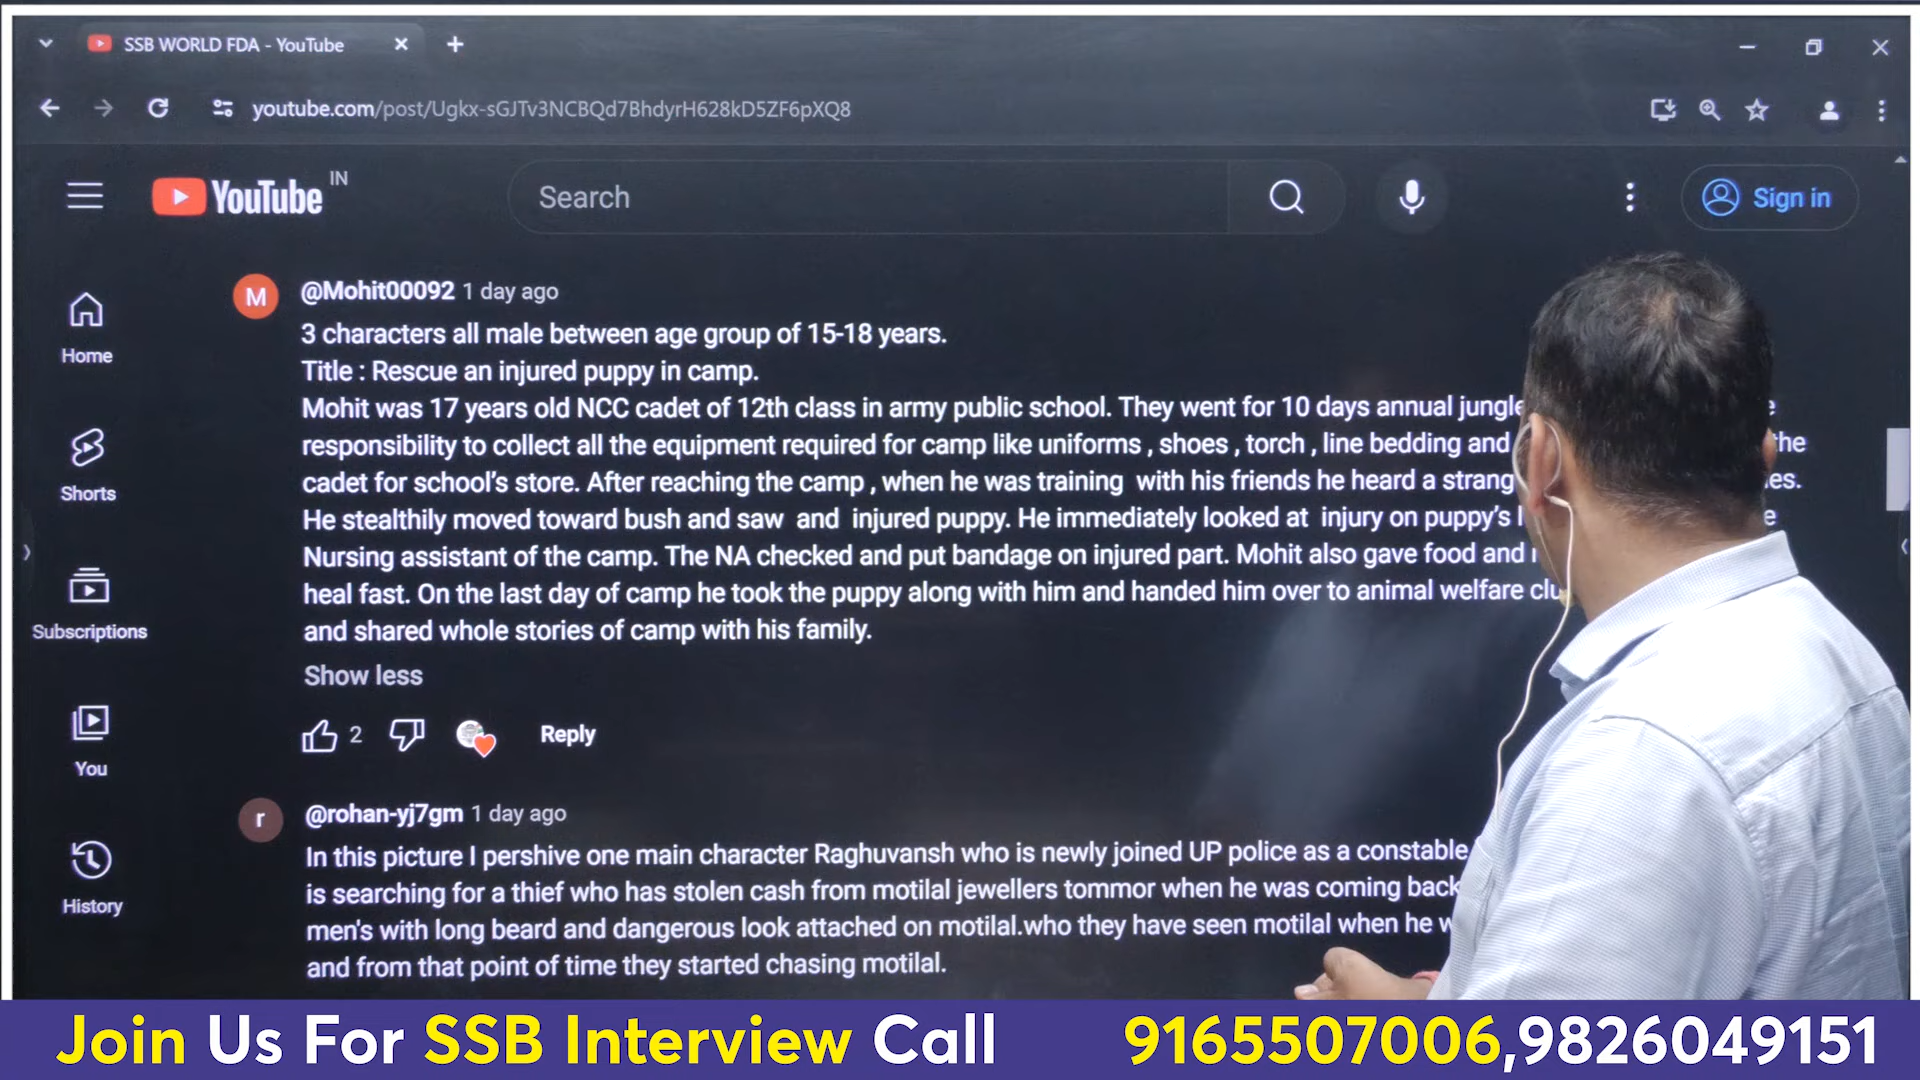 SSB WORLD FDA - YouTube
youtube.com/post/Ugkx-sGJTv3NCBQd7BhdyrH628kD5ZF6pXQ8
YouTube IN
Search
Sign in
Home
Shorts
Subscriptions
You
History
M
@Mohit00092 1 day ago
3 characters all male between age group of 15-18 years.
Title : Rescue an injured puppy in camp.
Mohit was 17 years old NCC cadet of 12th class in army public school. They went for 10 days annual jungle
responsibility to collect all the equipment required for camp like uniforms , shoes , torch , line bedding and the
cadet for school's store. After reaching the camp , when he was training with his friends he heard a
He stealthily moved toward bush and saw and injured puppy. He immediately looked at injury on puppy's
Nursing assistant of the camp. The NA checked and put bandage on injured part. Mohit also gave food and
heal fast. On the last day of camp he took the puppy along with him and handed him over to animal welfare
and shared whole stories of camp with his family.
Show less
2
Reply
r
@rohan-yj7gm 1 day ago
In this picture I pershive one main character Raghuvansh who is newly joined UP police as a constable
is searching for a thief who has stolen cash from motilal jewellers tommor when he was coming back
men's with long beard and dangerous look attached on motilal.who they have seen motilal when he
and from that point of time they started chasing motilal.
Join Us For SSB Interview Call 9165507006,9826049151